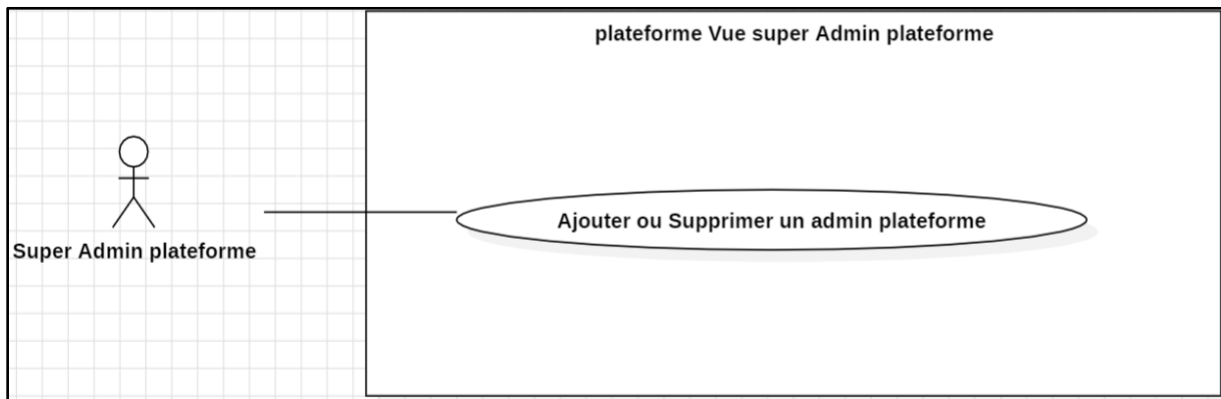 plateforme Vue super Admin plateforme
Ajouter ou Supprimer un admin plateforme
Super Admin plateforme